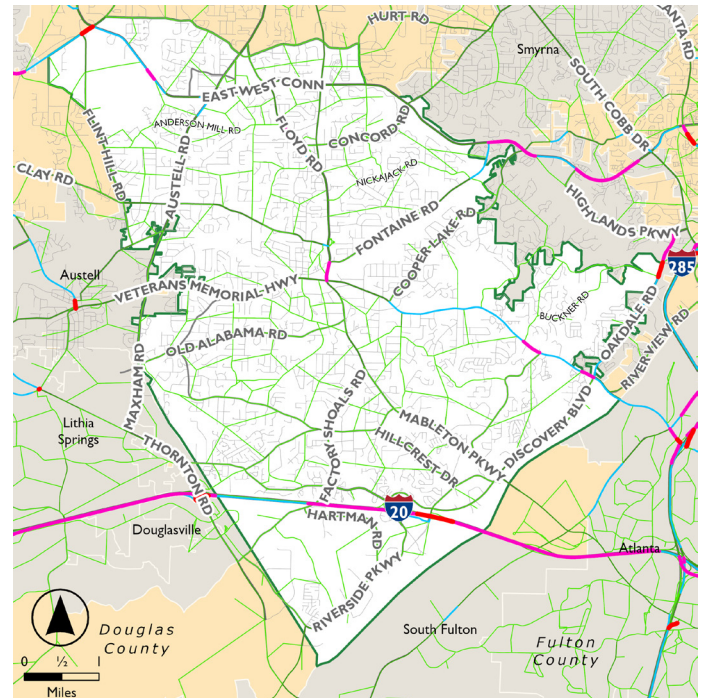 HURT RD
ANTA RD
Smyrna
SOUTH COBB DR
EAST-WEST CONN
ANDERSON MILL RD
FLOYD RD
CONCORD RD
FLINT HILL RD
AUSTELL RD
CLAY RD
NICKAJACK RD
FONTAINE RD
COOPER LAKE RD
HIGHLANDS PKWY
285
Austell
VETERANS MEMORIAL HWY
BUCKNER RD
OAKDALE RD
RIVERVIEW RD
OLD ALABAMA RD
MAXHAM RD
FACTORY SHOALS RD
MABLETON PKWY
DISCOVERY BLVD
HILLCREST DR
Lithia
Springs
THORNTON RD
20
HARTMAN RD
Douglasville
Atlanta
RIVERSIDE PKWY
South Fulton
Douglas
County
Fulton
County
0 ½ 1
Miles